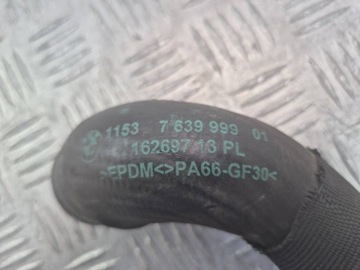 1153 7 639 999 01
16269713 PL
>EPDM<>PA66-GF30<